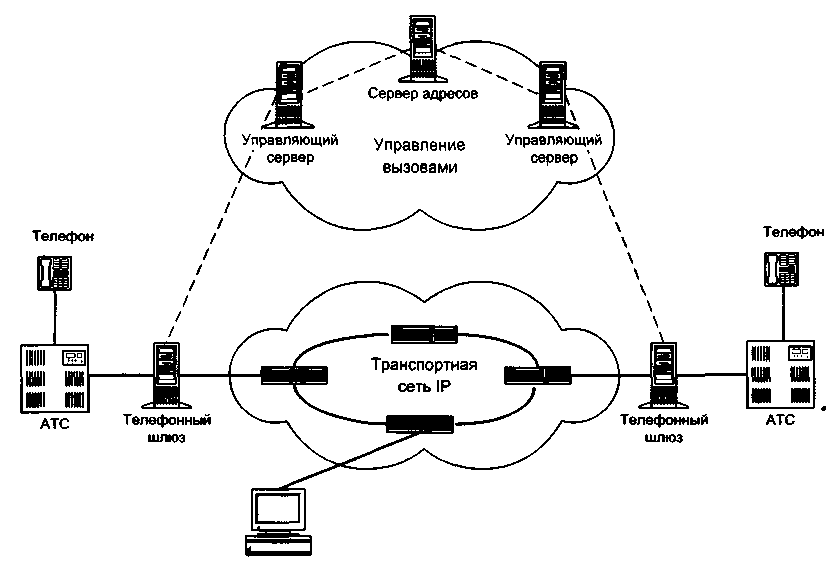 Сервер адресов
Управляющий
сервер
Управление
вызовами
Управляющий
сервер
Телефон
Телефон
Транспортная
сеть IP
АТС
Телефонный
шлюз
Телефонный
шлюз
АТС